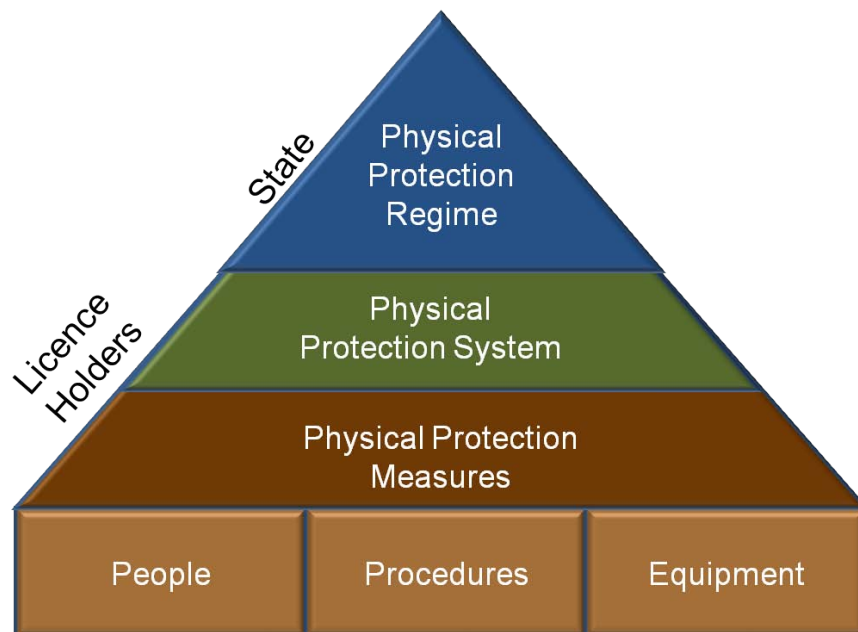 State
Physical
Protection
Regime
Licence
Holders
Physical
Protection System
Physical Protection
Measures
People
Procedures
Equipment